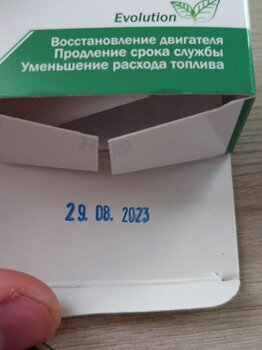 Evolution
Восстановление двигателя
Продление срока службы
Уменьшение расхода топлива
29. 08. 2023